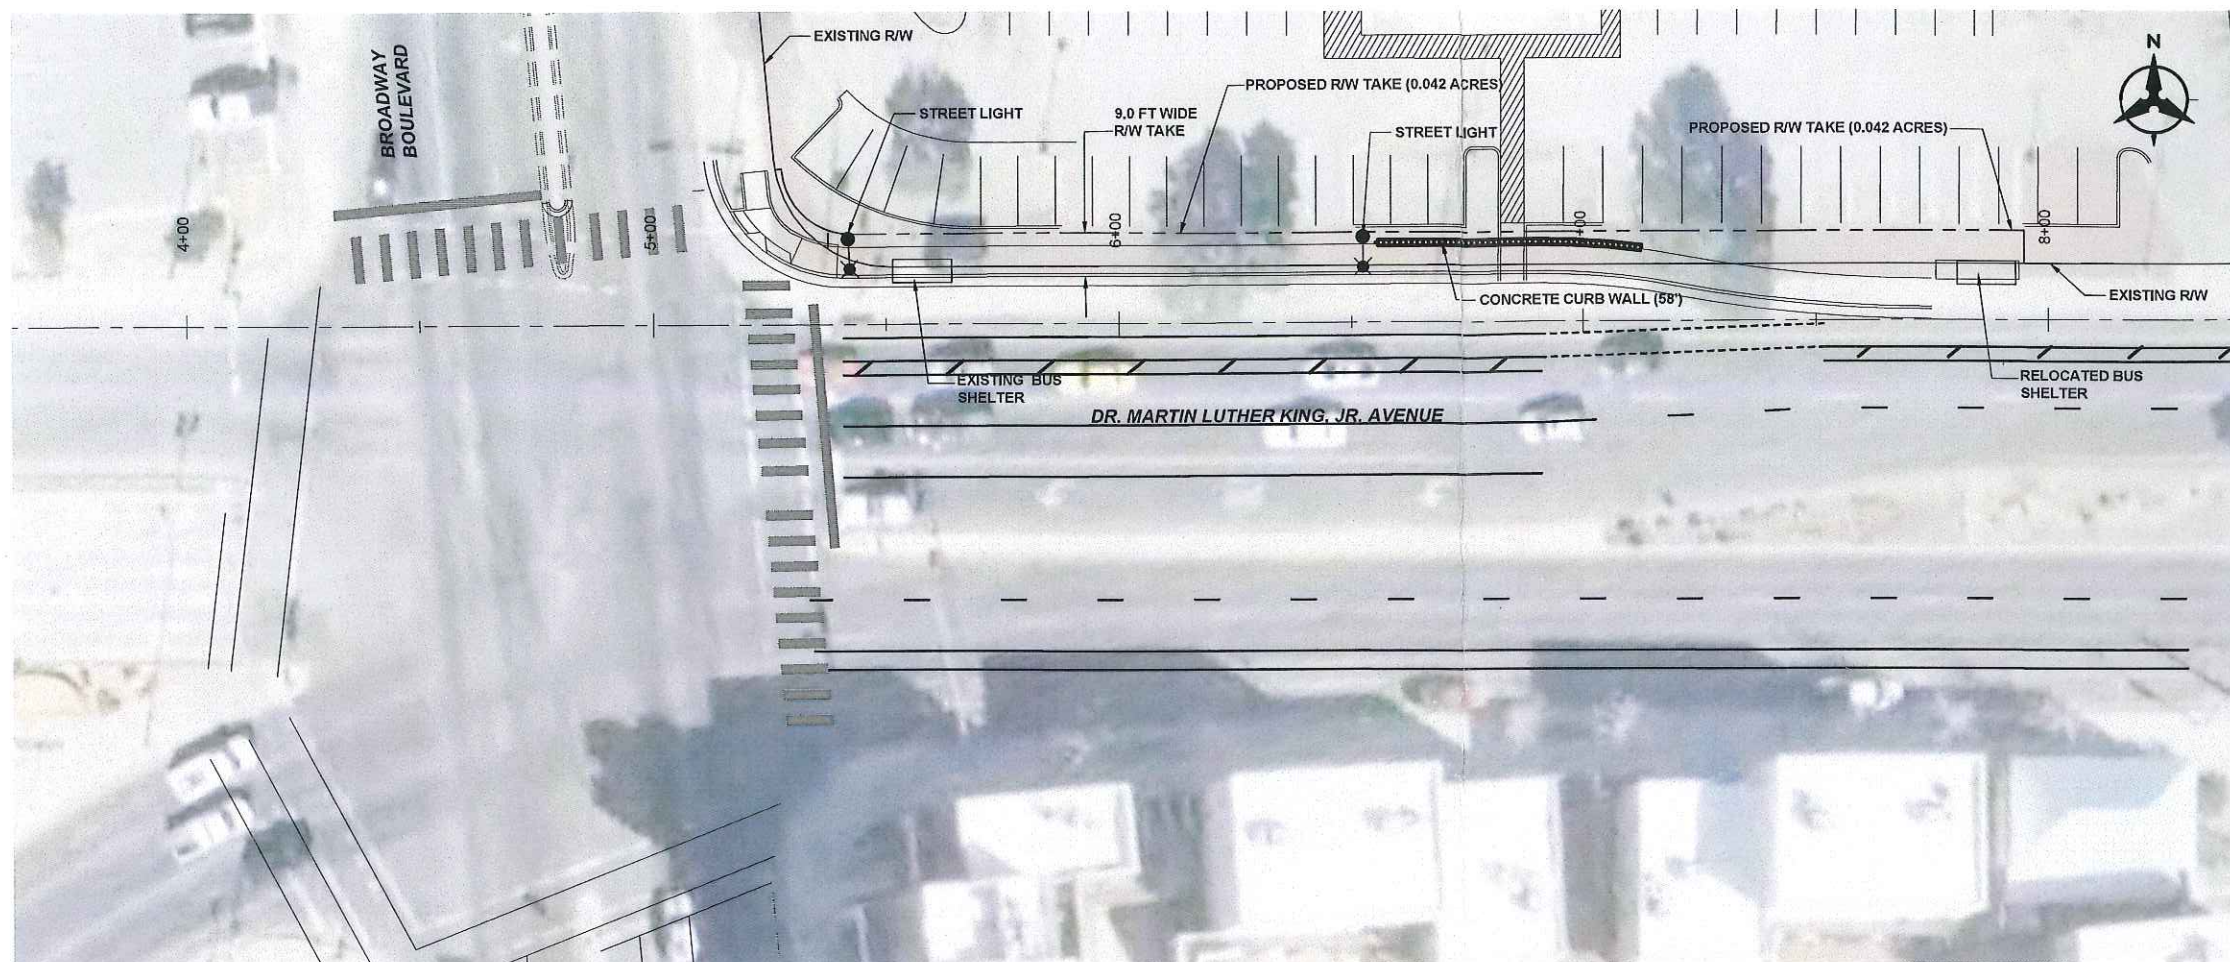 EXISTING R/W
N
BROADWAY
BOULEVARD
PROPOSED R/W TAKE (0.042 ACRES)
STREET LIGHT
9.0 FT WIDE
R/W TAKE
STREET LIGHT
PROPOSED R/W TAKE (0.042 ACRES)
4+00
5+00
6+00
+00
8+00
CONCRETE CURB WALL (58')
EXISTING R/W
EXISTING BUS
SHELTER
RELOCATED BUS
SHELTER
DR. MARTIN LUTHER KING, JR. AVENUE